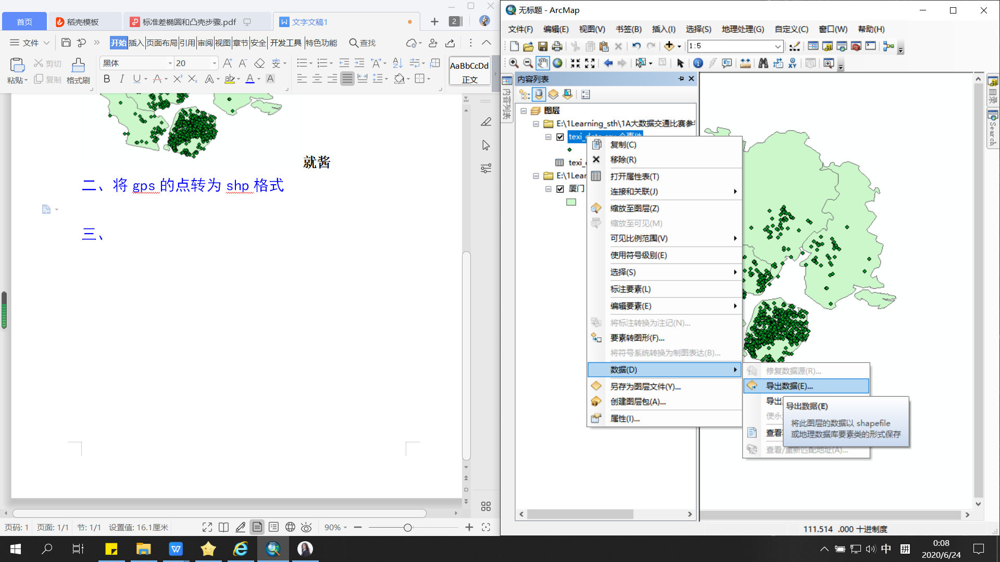 首页
稻壳模板
标准差椭圆和凸壳步骤.pdf
文字文稿1
2
文件
开始 插入 页面布局 引用 审阅 视图 章节 安全 开发工具 特色功能
查找
粘贴
剪切
复制
格式刷
黑体
20
AaBbCcDd
正文
就酱
二、将 gps 的点转为 shp 格式
三、
页码: 1
页面: 1/1
节: 1/1
设置值: 16.1厘米
90%
无标题 - ArcMap
文件(F) 编辑(E) 视图(V) 书签(B) 插入(I) 选择(S) 地理处理(G) 自定义(C) 窗口(W) 帮助(H)
1:5
内容列表
内容列表
图层
E:\1Learning_sth\1A大数据交通比赛参考
厦门
复制(C)
移除(R)
打开属性表(T)
连接和关联(J)
缩放至图层(Z)
缩放至可见(M)
可见比例范围(V)
使用符号级别(E)
选择(S)
标注要素(L)
编辑要素(E)
将标注转换为注记(N)...
要素转图形(F)...
将符号系统转换为制图表达(B)...
数据(D)
另存为图层文件(Y)...
创建图层包(A)...
属性(I)...
修复数据源(R)...
导出数据(E)...
导出
使永
查看
查看/重新匹配地址(A)...
导出数据(E)
将此图层的数据以 shapefile
或地理数据库要素类的形式保存
目录
Search
111.514 .000 十进制度
中
拼
0:08
2020/6/24